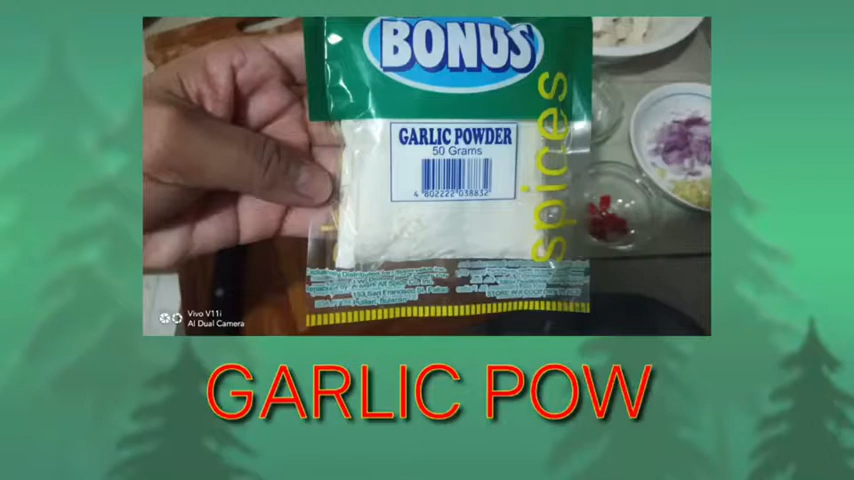 BONUS
spices
GARLIC POWDER
50 Grams
4 802222 038832
Vivo V11i
AI Dual Camera
GARLIC POW